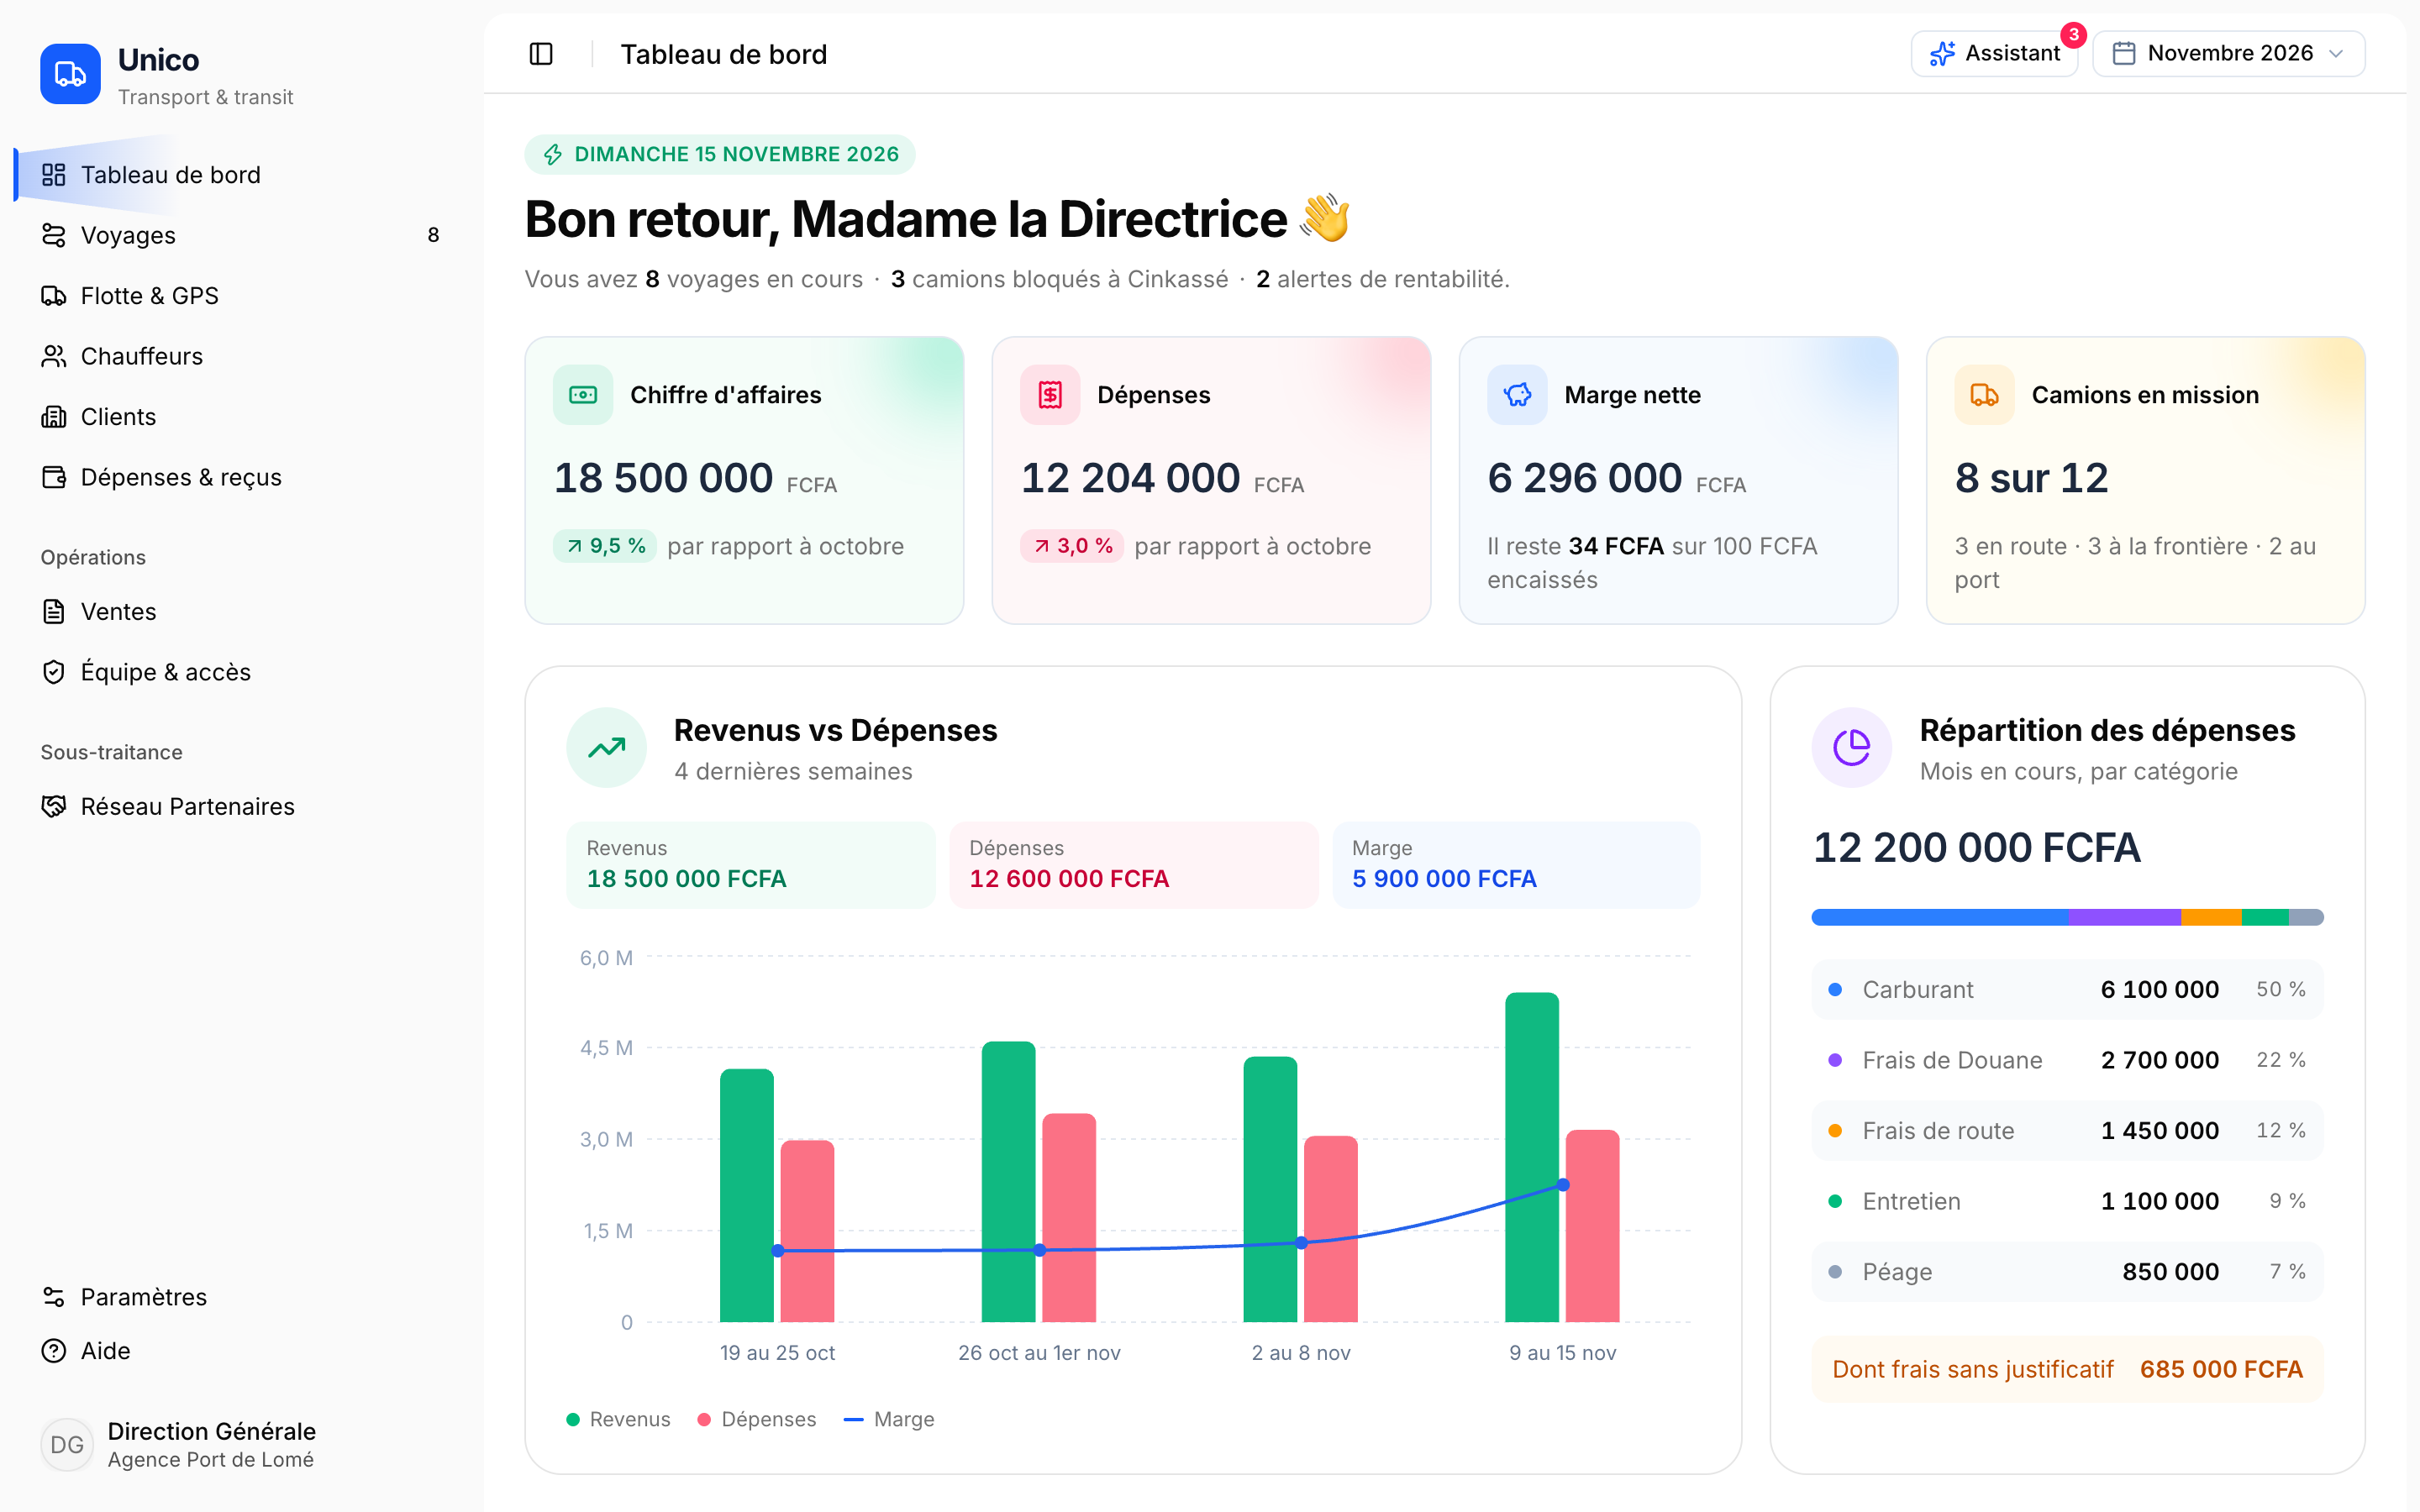 Unico
Transport & transit
Tableau de bord
Voyages 8
Flotte & GPS
Chauffeurs
Clients
Dépenses & reçus
Opérations
Ventes
Équipe & accès
Sous-traitance
Réseau Partenaires
Paramètres
Aide
DG
Direction Générale
Agence Port de Lomé
Tableau de bord
Assistant 3
Novembre 2026
DIMANCHE 15 NOVEMBRE 2026
Bon retour, Madame la Directrice 👋
Vous avez 8 voyages en cours · 3 camions bloqués à Cinkassé · 2 alertes de rentabilité.
Chiffre d'affaires
18 500 000 FCFA
9,5 % par rapport à octobre
Dépenses
12 204 000 FCFA
3,0 % par rapport à octobre
Marge nette
6 296 000 FCFA
Il reste 34 FCFA sur 100 FCFA
encaissés
Camions en mission
8 sur 12
3 en route · 3 à la frontière · 2 au
port
Revenus vs Dépenses
4 dernières semaines
Revenus
18 500 000 FCFA
Dépenses
12 600 000 FCFA
Marge
5 900 000 FCFA
6,0 M
4,5 M
3,0 M
1,5 M
0
19 au 25 oct
26 oct au 1er nov
2 au 8 nov
9 au 15 nov
Revenus
Dépenses
Marge
Répartition des dépenses
Mois en cours, par catégorie
12 200 000 FCFA
Carburant 6 100 000 50 %
Frais de Douane 2 700 000 22 %
Frais de route 1 450 000 12 %
Entretien 1 100 000 9 %
Péage 850 000 7 %
Dont frais sans justificatif 685 000 FCFA